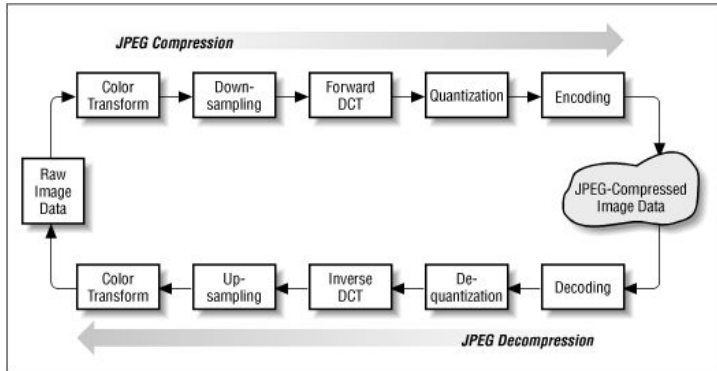 JPEG Compression
Color
Transform
Down-
sampling
Forward
DCT
Quantization
Encoding
Raw
Image
Data
JPEG-Compressed
Image Data
Color
Transform
Up-
sampling
Inverse
DCT
De-
quantization
Decoding
JPEG Decompression